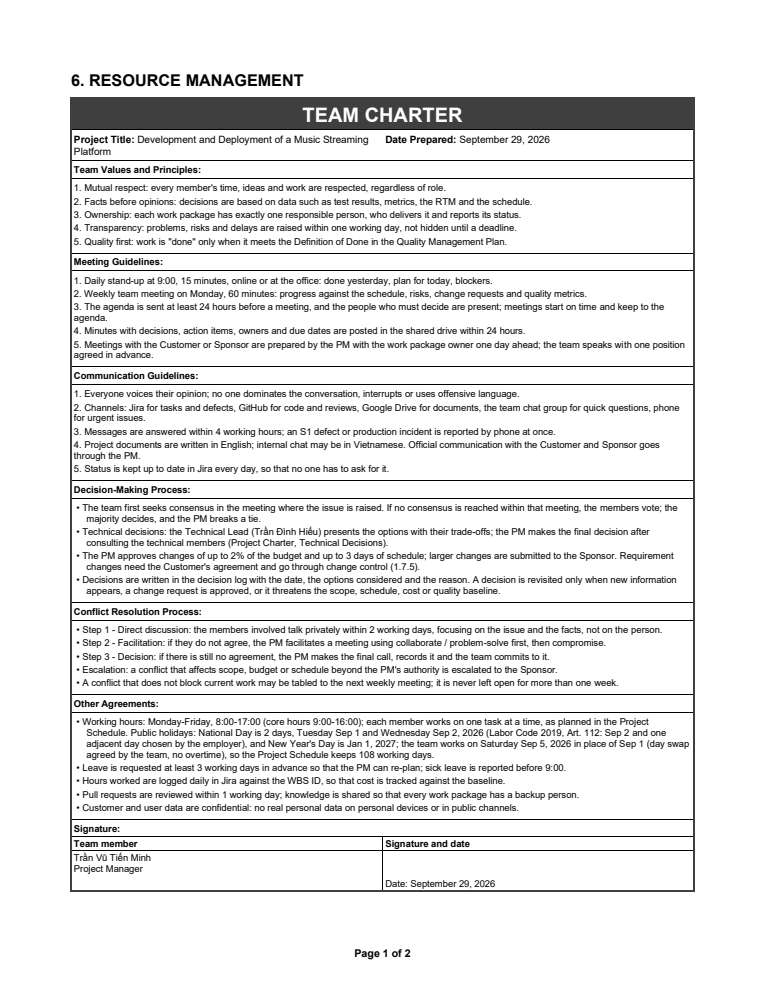 6. RESOURCE MANAGEMENT
TEAM CHARTER
Project Title: Development and Deployment of a Music Streaming
Platform
Date Prepared: September 29, 2026
Team Values and Principles:
1. Mutual respect: every member's time, ideas and work are respected, regardless of role.
2. Facts before opinions: decisions are based on data such as test results, metrics, the RTM and the schedule.
3. Ownership: each work package has exactly one responsible person, who delivers it and reports its status.
4. Transparency: problems, risks and delays are raised within one working day, not hidden until a deadline.
5. Quality first: work is "done" only when it meets the Definition of Done in the Quality Management Plan.
Meeting Guidelines:
1. Daily stand-up at 9:00, 15 minutes, online or at the office: done yesterday, plan for today, blockers.
2. Weekly team meeting on Monday, 60 minutes: progress against the schedule, risks, change requests and quality metrics.
3. The agenda is sent at least 24 hours before a meeting, and the people who must decide are present; meetings start on time and keep to the
agenda.
4. Minutes with decisions, action items, owners and due dates are posted in the shared drive within 24 hours.
5. Meetings with the Customer or Sponsor are prepared by the PM with the work package owner one day ahead; the team speaks with one position
agreed in advance.
Communication Guidelines:
1. Everyone voices their opinion; no one dominates the conversation, interrupts or uses offensive language.
2. Channels: Jira for tasks and defects, GitHub for code and reviews, Google Drive for documents, the team chat group for quick questions, phone
for urgent issues.
3. Messages are answered within 4 working hours; an S1 defect or production incident is reported by phone at once.
4. Project documents are written in English; internal chat may be in Vietnamese. Official communication with the Customer and Sponsor goes
through the PM.
5. Status is kept up to date in Jira every day, so that no one has to ask for it.
Decision-Making Process:
• The team first seeks consensus in the meeting where the issue is raised. If no consensus is reached within that meeting, the members vote; the
majority decides, and the PM breaks a tie.
• Technical decisions: the Technical Lead (Trần Đình Hiếu) presents the options with their trade-offs; the PM makes the final decision after
consulting the technical members (Project Charter, Technical Decisions).
• The PM approves changes of up to 2% of the budget and up to 3 days of schedule; larger changes are submitted to the Sponsor. Requirement
changes need the Customer's agreement and go through change control (1.7.5).
• Decisions are written in the decision log with the date, the options considered and the reason. A decision is revisited only when new information
appears, a change request is approved, or it threatens the scope, schedule, cost or quality baseline.
Conflict Resolution Process:
• Step 1 - Direct discussion: the members involved talk privately within 2 working days, focusing on the issue and the facts, not on the person.
• Step 2 - Facilitation: if they do not agree, the PM facilitates a meeting using collaborate / problem-solve first, then compromise.
• Step 3 - Decision: if there is still no agreement, the PM makes the final call, records it and the team commits to it.
• Escalation: a conflict that affects scope, budget or schedule beyond the PM's authority is escalated to the Sponsor.
• A conflict that does not block current work may be tabled to the next weekly meeting; it is never left open for more than one week.
Other Agreements:
• Working hours: Monday-Friday, 8:00-17:00 (core hours 9:00-16:00); each member works on one task at a time, as planned in the Project
Schedule. Public holidays: National Day is 2 days, Tuesday Sep 1 and Wednesday Sep 2, 2026 (Labor Code 2019, Art. 112: Sep 2 and one
adjacent day chosen by the employer), and New Year's Day is Jan 1, 2027; the team works on Saturday Sep 5, 2026 in place of Sep 1 (day swap
agreed by the team, no overtime), so the Project Schedule keeps 108 working days.
• Leave is requested at least 3 working days in advance so that the PM can re-plan; sick leave is reported before 9:00.
• Hours worked are logged daily in Jira against the WBS ID, so that cost is tracked against the baseline.
• Pull requests are reviewed within 1 working day; knowledge is shared so that every work package has a backup person.
• Customer and user data are confidential: no real personal data on personal devices or in public channels.
Signature:
Team member
Signature and date
Trần Vũ Tiến Minh
Project Manager
Date: September 29, 2026
Page 1 of 2